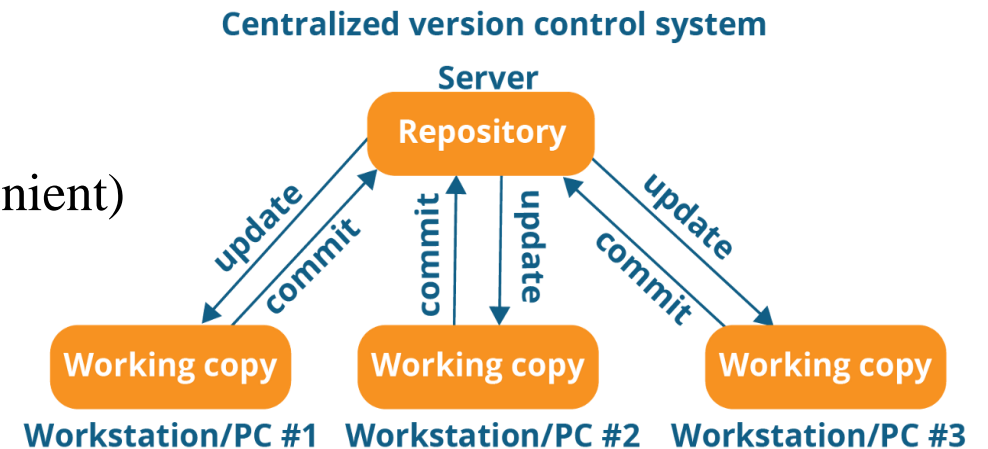 Centralized version control system
Server
Repository
nient)
update
commit
commit
update
commit
update
Working copy
Working copy
Working copy
Workstation/PC #1
Workstation/PC #2
Workstation/PC #3